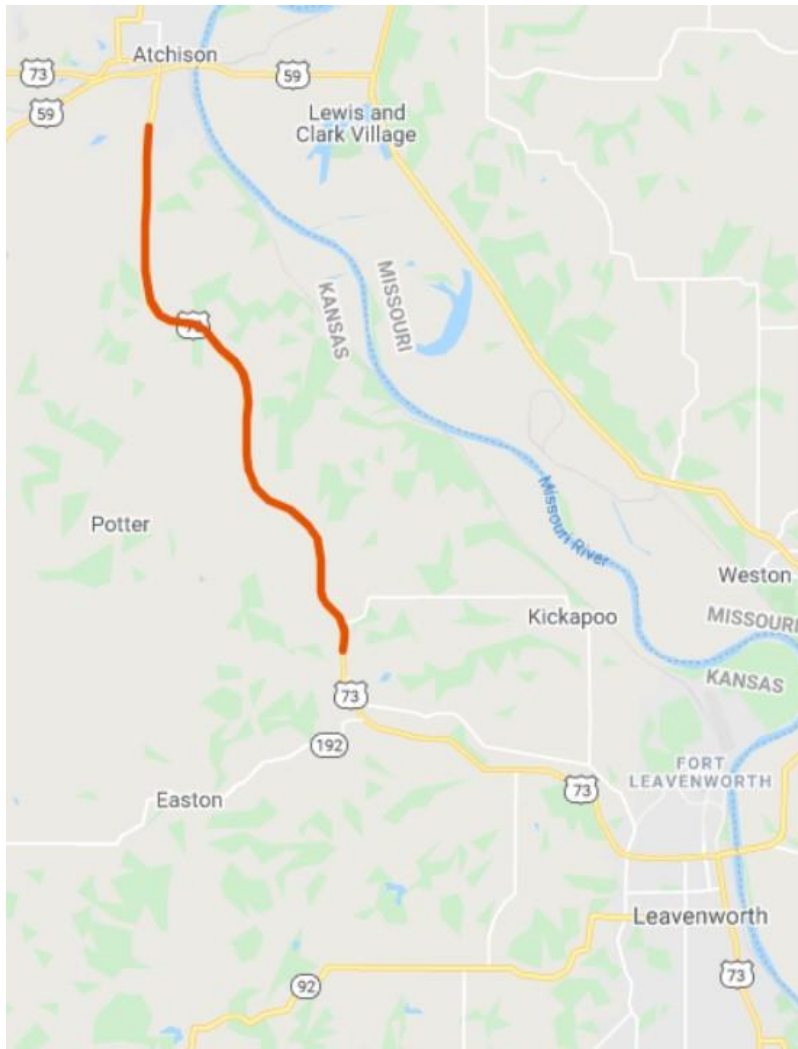 Atchison
73
59
59
Lewis and
Clark Village
MISSOURI
KANSAS
Potter
Missouri River
Weston
Kickapoo
MISSOURI
KANSAS
73
192
FORT
LEAVENWORTH
73
Easton
Leavenworth
73
92